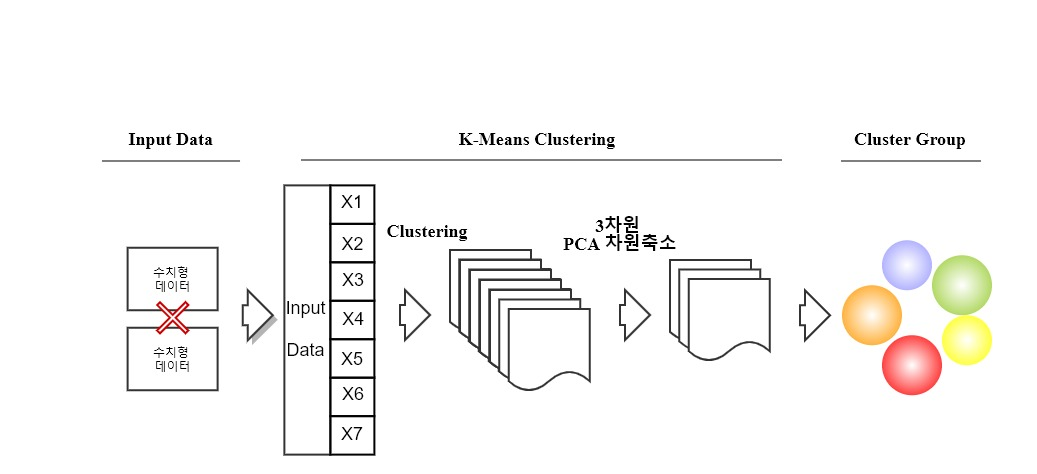 Input Data
K-Means Clustering
Cluster Group
수치형
데이터
수치형
데이터
Input
Data
X1
X2
X3
X4
X5
X6
X7
Clustering
3차원
PCA 차원축소